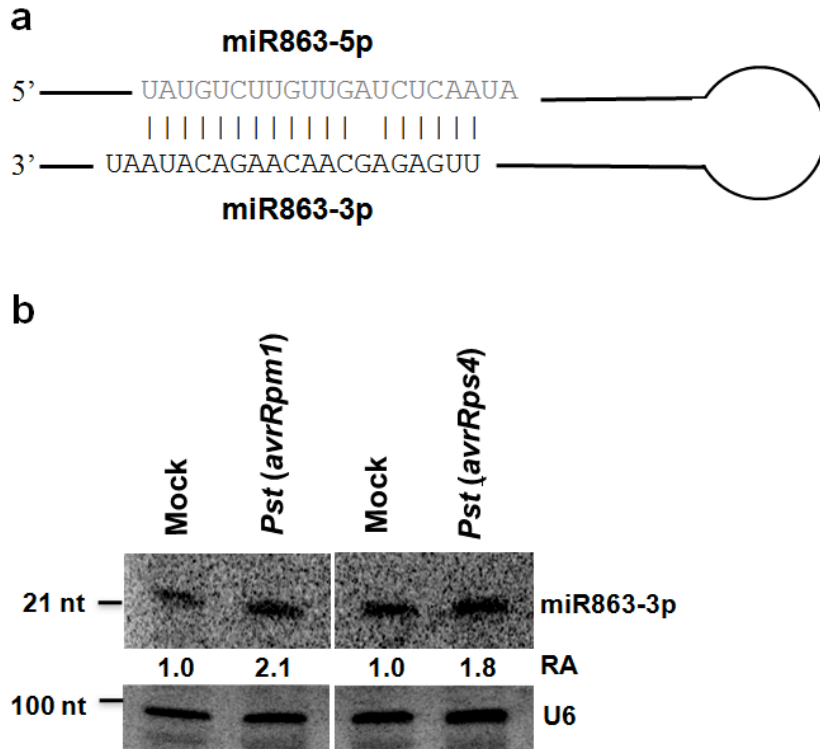 a
miR863-5p
5’ UAUGUCUUGUUGAUCUCAAUA
3’ UAAUACAGAACAACGAGAGUU
miR863-3p
b
Mock Pst (avrRpm1) Mock Pst (avrRps4)
21 nt miR863-3p
1.0 2.1 1.0 1.8 RA
100 nt U6